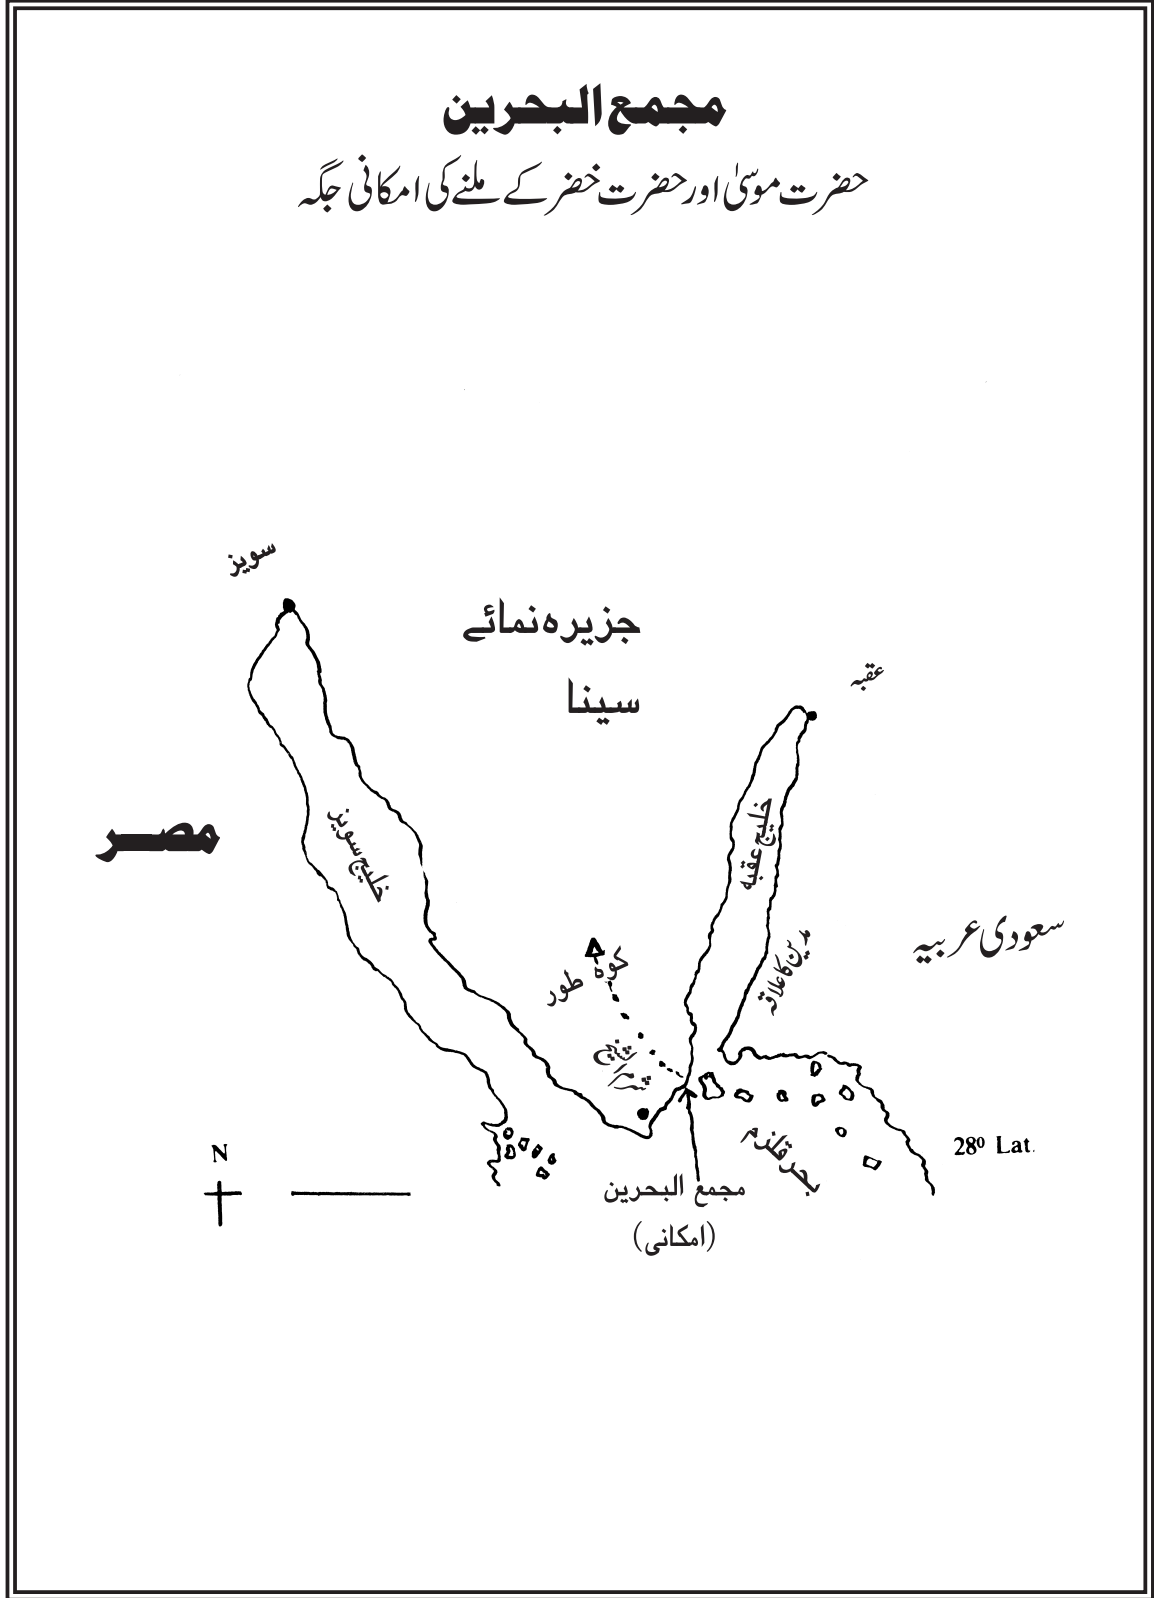 مجمع البحرین
حضرت موسیٰ اور حضرت خضر کے ملنے کی امکانی جگہ
سویز
جزیرہ نمائے
سینا
عقبہ
مصر
خلیج سویز
خلیج عقبہ
سعودی عربیہ
مدین کا علاقہ
کوہ طور
شرم الشیخ
بحر قلزم
28⁰ Lat.
N
مجمع البحرین
(امکانی)